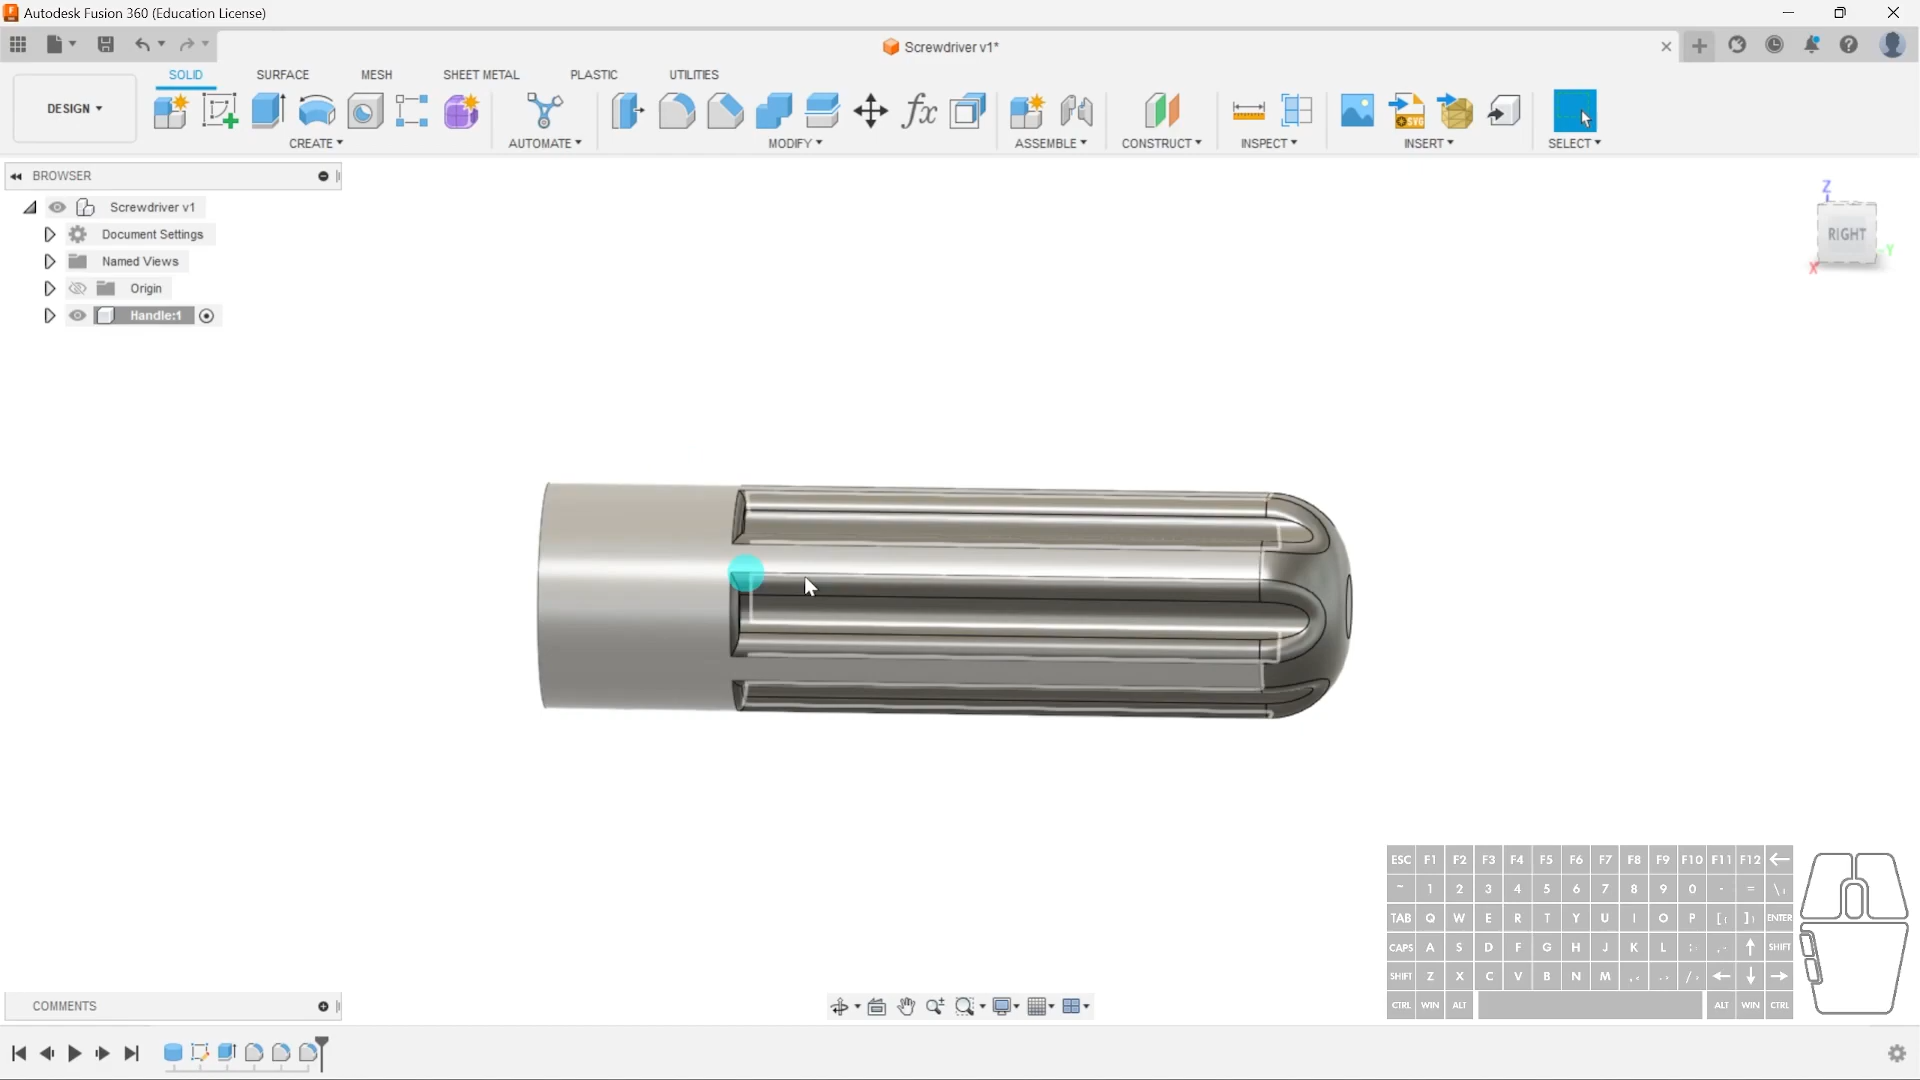 Autodesk Fusion 360 (Education License)
Screwdriver v1*
SOLID SURFACE MESH SHEET METAL PLASTIC UTILITIES
DESIGN
CREATE AUTOMATE MODIFY ASSEMBLE CONSTRUCT INSPECT INSERT SELECT
fx SVG
BROWSER
Screwdriver v1
Document Settings
Named Views
Origin
Handle:1
Z
RIGHT
Y
X
ESC F1 F2 F3 F4 F5 F6 F7 F8 F9 F10 F11 F12
~ 1 2 3 4 5 6 7 8 9 0 - =
TAB Q W E R T Y U I O P ENTER
CAPS A S D F G H J K L SHIFT
SHIFT Z X C V B N M
CTRL WIN ALT ALT WIN CTRL
COMMENTS